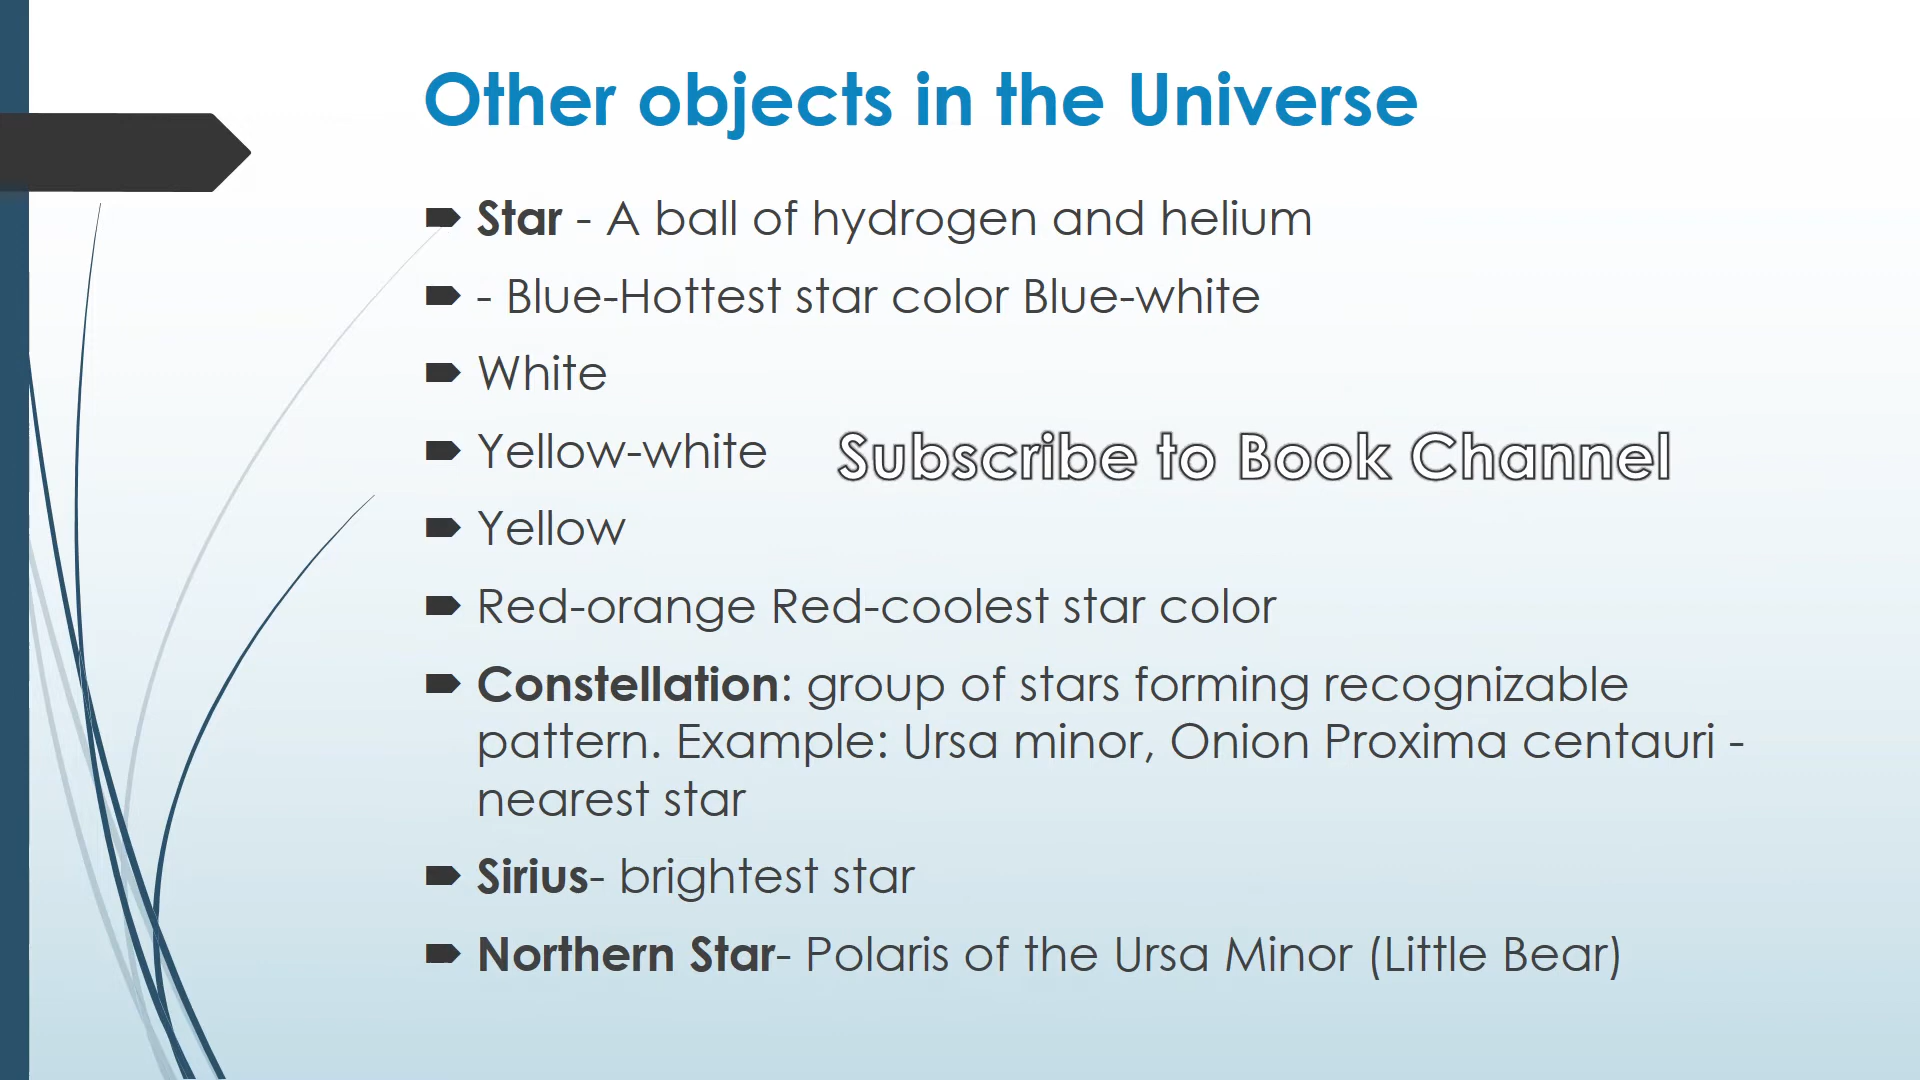 Other objects in the Universe
Star - A ball of hydrogen and helium
- Blue-Hottest star color Blue-white
White
Yellow-white
Subscribe to Book Channel
Yellow
Red-orange Red-coolest star color
Constellation: group of stars forming recognizable
pattern. Example: Ursa minor, Onion Proxima centauri -
nearest star
Sirius- brightest star
Northern Star- Polaris of the Ursa Minor (Little Bear)